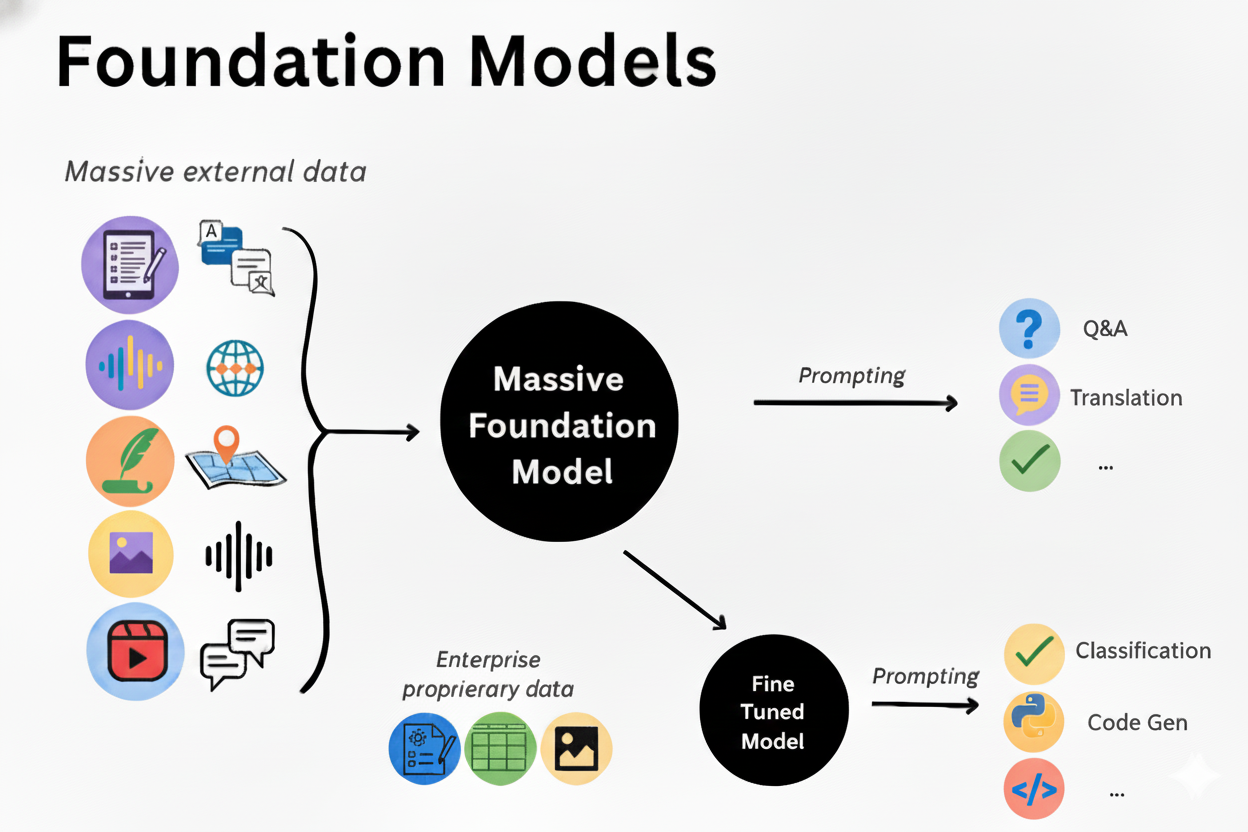 Foundation Models
Massive external data
A
文
Massive
Foundation
Model
Prompting
?
Q&A
Translation
...
Enterprise
proprierary data
Fine
Tuned
Model
Prompting
Classification
Code Gen
</>
...